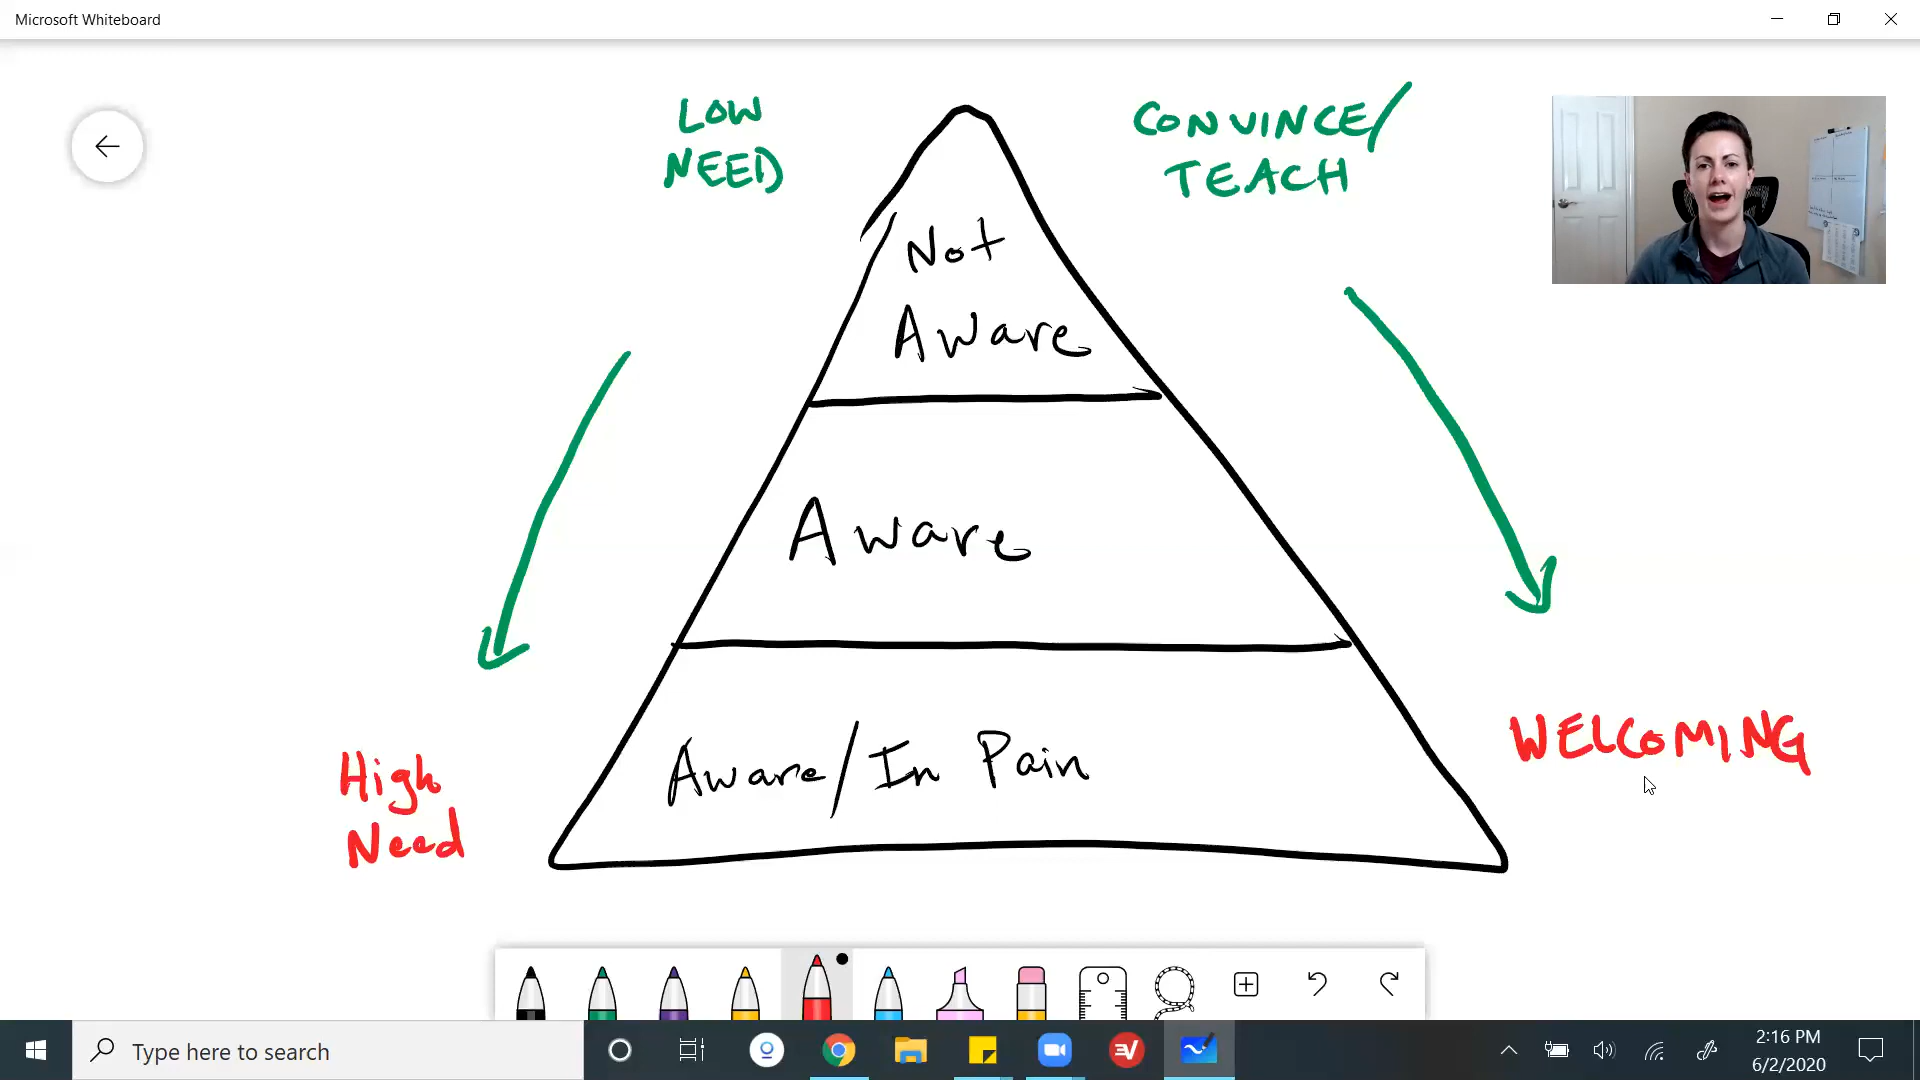 Microsoft Whiteboard
LOW
NEED
CONVINCE/
TEACH
Not
Aware
Aware
Aware/In Pain
High
Need
WELCOMING
Type here to search
2:16 PM
6/2/2020